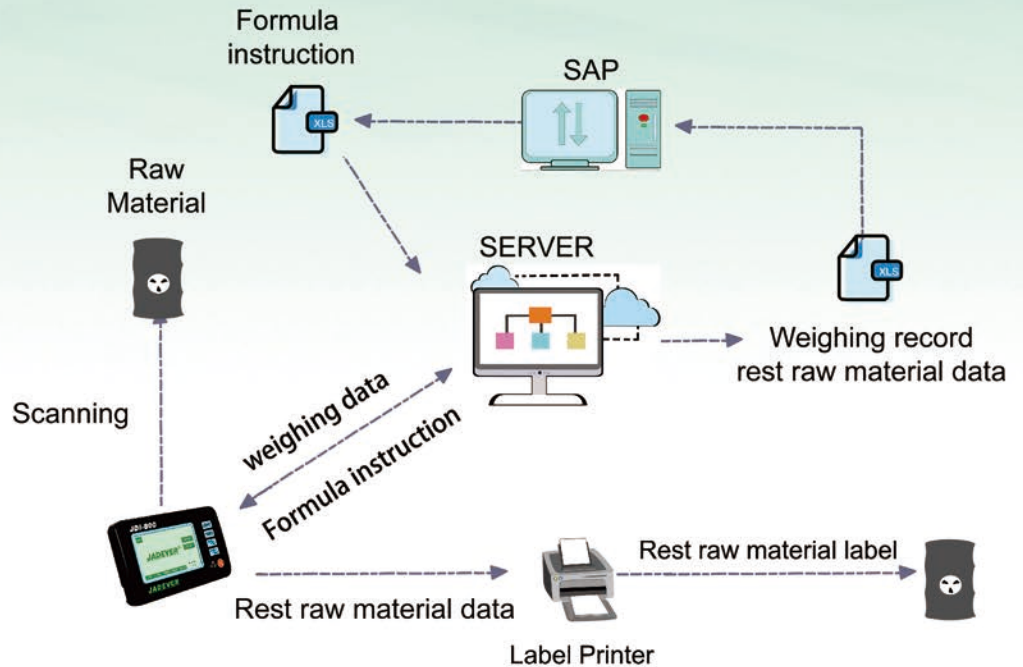 Formula
instruction
XLS
SAP
Raw
Material
SERVER
XLS
Weighing record
rest raw material data
Scanning
weighing data
Formula instruction
JDI-800
JADEVER
JADEVER
Rest raw material data
Rest raw material label
Label Printer